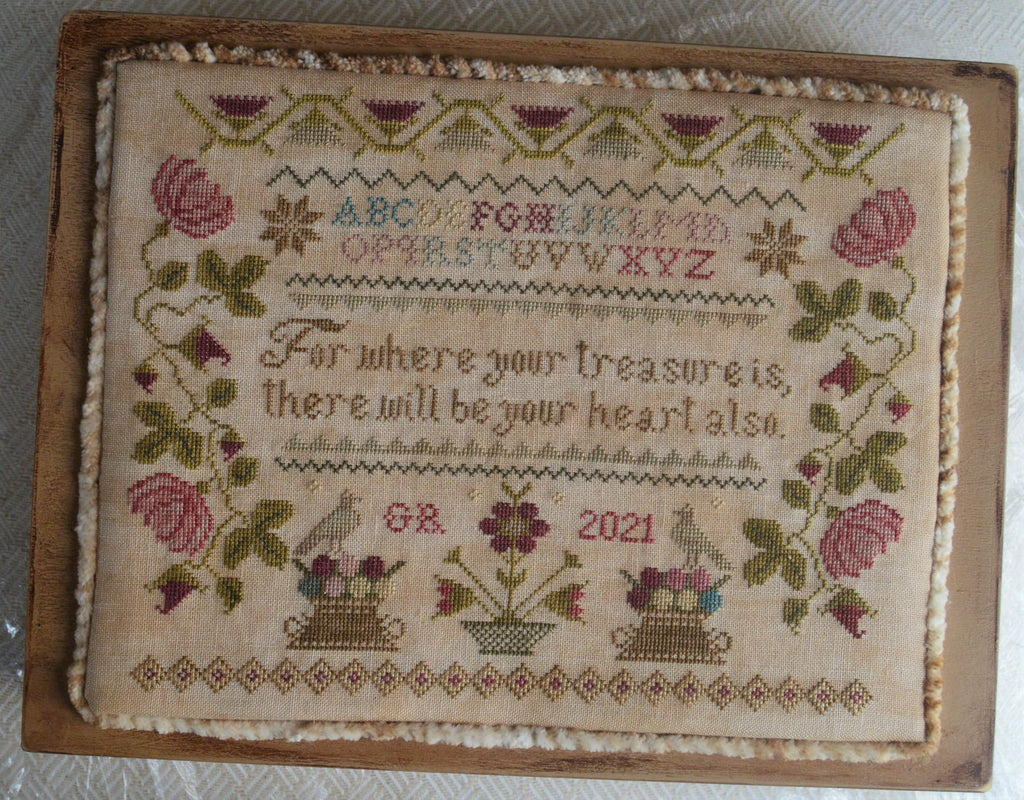 ABCDEFGHIJKLMN
OPQRSTUVWXYZ
For where your treasure is,
there will be your heart also.
GR 2021